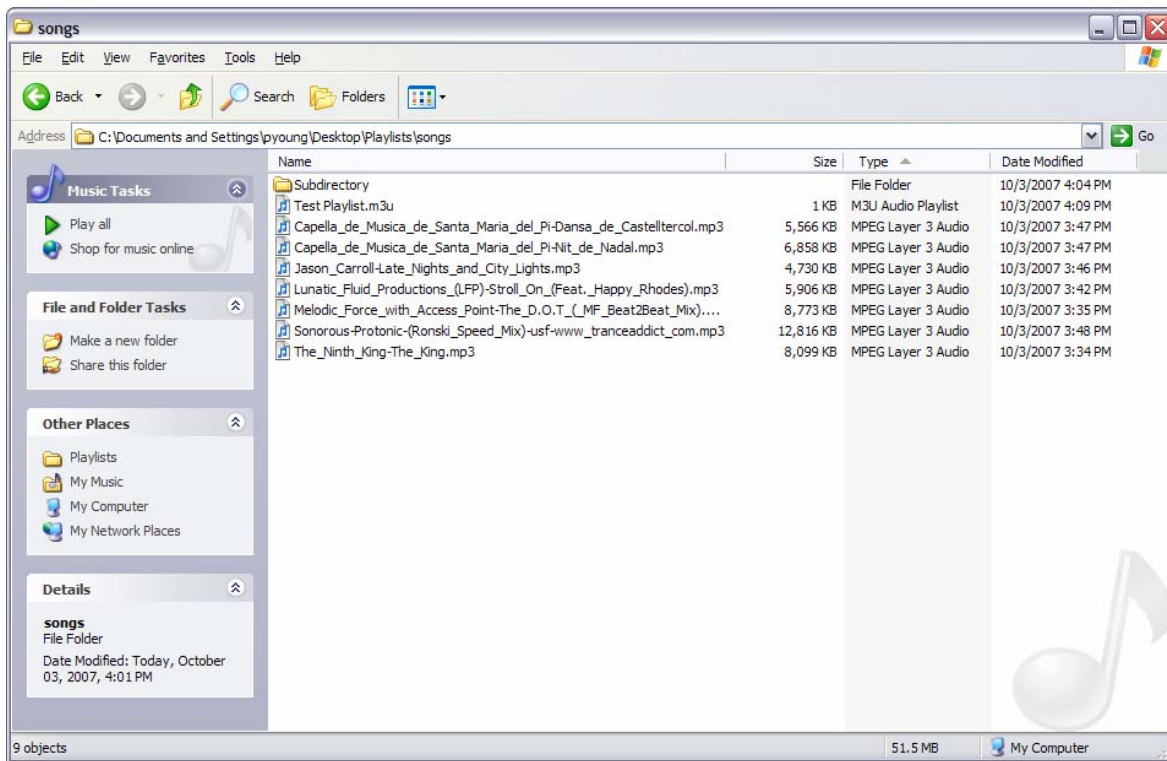 songs
File Edit View Favorites Tools Help
Back Search Folders
Address C:\Documents and Settings\pyoung\Desktop\Playlists\songs Go
Music Tasks
Play all
Shop for music online
File and Folder Tasks
Make a new folder
Share this folder
Other Places
Playlists
My Music
My Computer
My Network Places
Details
songs
File Folder
Date Modified: Today, October
03, 2007, 4:01 PM
Name Size Type Date Modified
Subdirectory File Folder 10/3/2007 4:04 PM
Test Playlist.m3u 1 KB M3U Audio Playlist 10/3/2007 4:09 PM
Capella_de_Musica_de_Santa_Maria_del_Pi-Dansa_de_Castelltercol.mp3 5,566 KB MPEG Layer 3 Audio 10/3/2007 3:47 PM
Capella_de_Musica_de_Santa_Maria_del_Pi-Nit_de_Nadal.mp3 6,858 KB MPEG Layer 3 Audio 10/3/2007 3:47 PM
Jason_Carroll-Late_Nights_and_City_Lights.mp3 4,730 KB MPEG Layer 3 Audio 10/3/2007 3:46 PM
Lunatic_Fluid_Productions_(LFP)-Stroll_On_(Feat._Happy_Rhodes).mp3 5,906 KB MPEG Layer 3 Audio 10/3/2007 3:42 PM
Melodic_Force_with_Access_Point-The_D.O.T_(_MF_Beat2Beat_Mix).... 8,773 KB MPEG Layer 3 Audio 10/3/2007 3:35 PM
Sonorous-Protonic-(Ronski_Speed_Mix)-usf-www_tranceaddict_com.mp3 12,816 KB MPEG Layer 3 Audio 10/3/2007 3:48 PM
The_Ninth_King-The_King.mp3 8,099 KB MPEG Layer 3 Audio 10/3/2007 3:34 PM
9 objects 51.5 MB My Computer